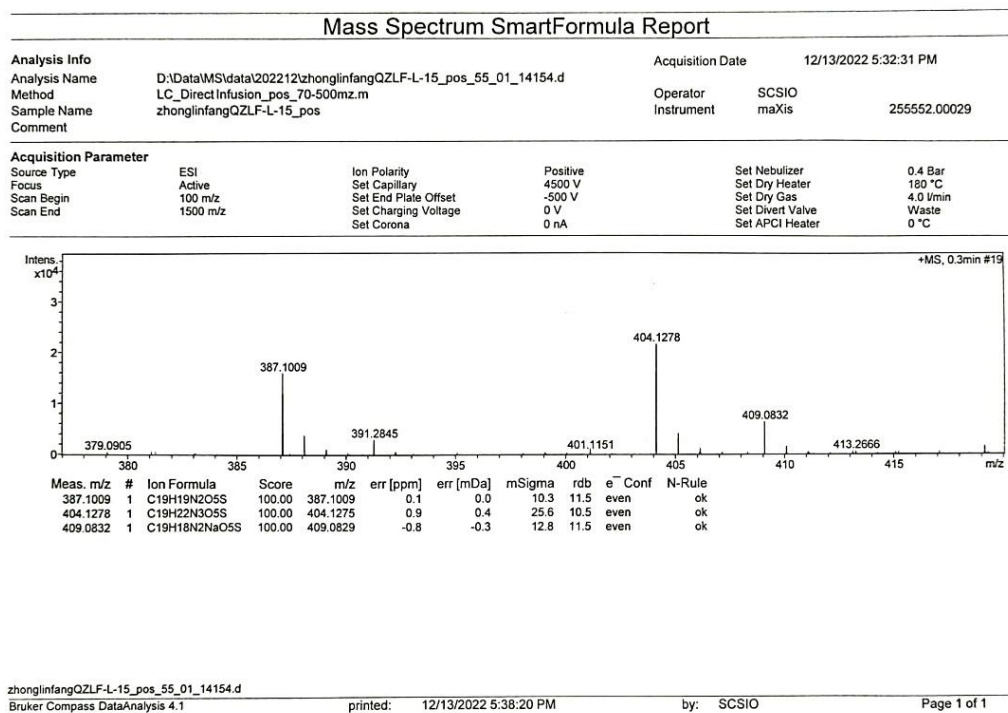 Mass Spectrum SmartFormula Report
Analysis Info
Acquisition Date 12/13/2022 5:32:31 PM
Analysis Name D:\Data\MS\data\202212\zhonglinfangQZLF-L-15_pos_55_01_14154.d
Method LC_Direct Infusion_pos_70-500mz.m
Operator SCSIO
Sample Name zhonglinfangQZLF-L-15_pos
Instrument maXis 255552.00029
Comment
Acquisition Parameter
Source Type ESI Ion Polarity Positive Set Nebulizer 0.4 Bar
Focus Active Set Capillary 4500 V Set Dry Heater 180 °C
Scan Begin 100 m/z Set End Plate Offset -500 V Set Dry Gas 4.0 l/min
Scan End 1500 m/z Set Charging Voltage 0 V Set Divert Valve Waste
Set Corona 0 nA Set APCI Heater 0 °C
Intens. +MS, 0.3min #19
x10⁴
3
404.1278
2
387.1009
1
409.0832
391.2845
379.0905 401.1151 413.2666
0
380 385 390 395 400 405 410 415 m/z
Meas. m/z # Ion Formula Score m/z err [ppm] err [mDa] mSigma rdb e⁻ Conf N-Rule
387.1009 1 C19H19N2O5S 100.00 387.1009 0.1 0.0 10.3 11.5 even ok
404.1278 1 C19H22N3O5S 100.00 404.1275 0.9 0.4 25.6 10.5 even ok
409.0832 1 C19H18N2NaO5S 100.00 409.0829 -0.8 -0.3 12.8 11.5 even ok
zhonglinfangQZLF-L-15_pos_55_01_14154.d
Bruker Compass DataAnalysis 4.1 printed: 12/13/2022 5:38:20 PM by: SCSIO Page 1 of 1